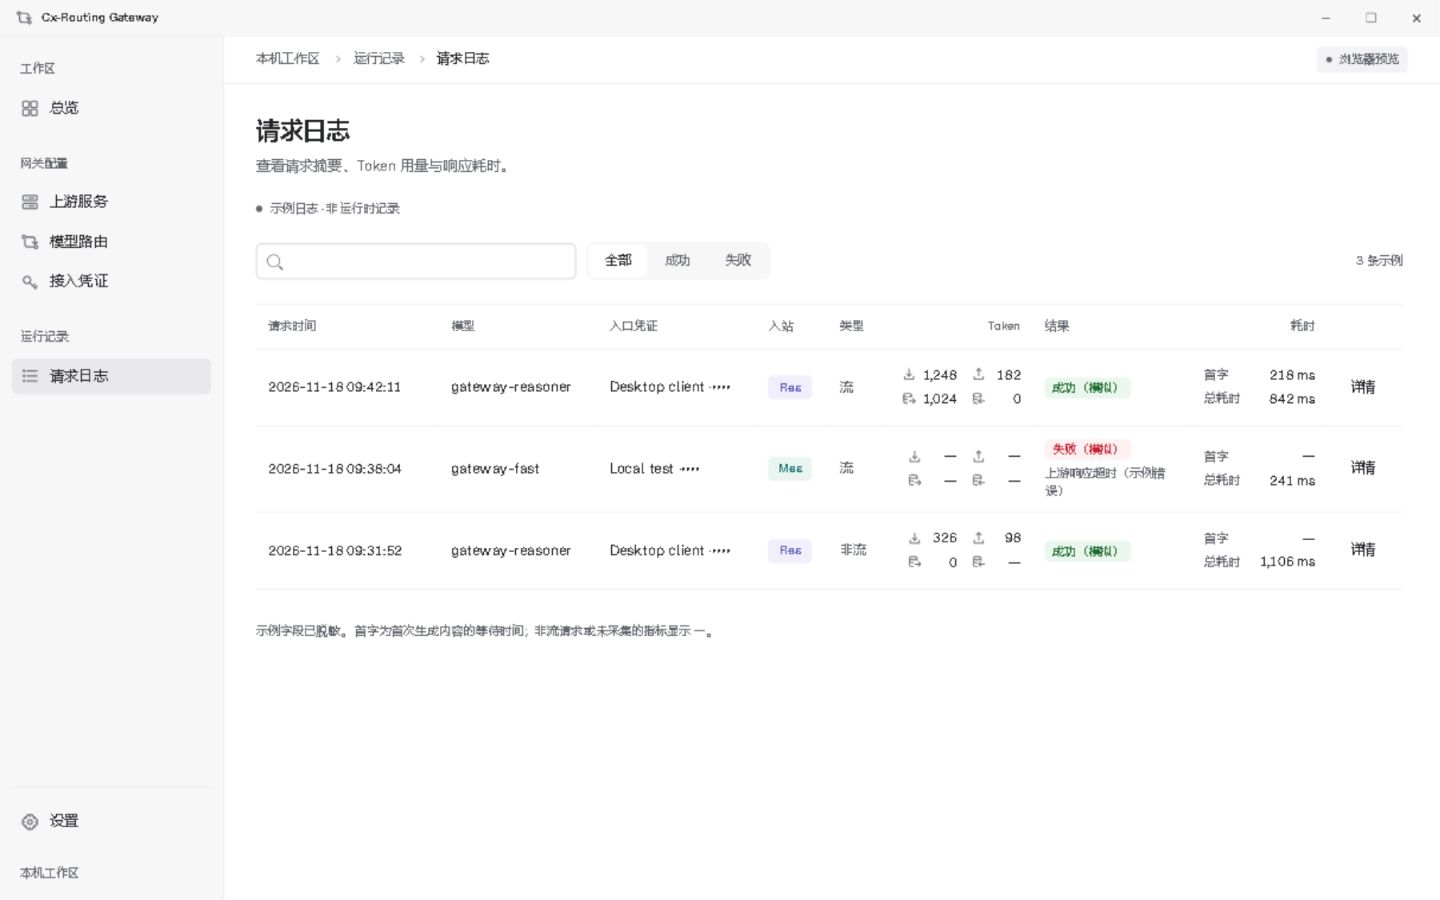 Cx-Routing Gateway
工作区
总览
网关配置
上游服务
模型路由
接入凭证
运行记录
请求日志
设置
本机工作区
本机工作区 › 运行记录 › 请求日志
浏览器预览
请求日志
查看请求摘要、Token 用量与响应耗时。
示例日志 · 非运行时记录
全部 成功 失败
3 条示例
请求时间 模型 入口凭证 入站 类型 Token 结果 耗时
2026-11-18 09:42:11 gateway-reasoner Desktop client ···· Res 流 1,248 182 成功（模拟） 首字 218 ms 详情
1,024 0 总耗时 842 ms
2026-11-18 09:38:04 gateway-fast Local test ···· Mes 流 — — 失败（模拟） 首字 — 详情
— — 上游响应超时（示例错误） 总耗时 241 ms
2026-11-18 09:31:52 gateway-reasoner Desktop client ···· Res 非流 326 98 成功（模拟） 首字 — 详情
0 — 总耗时 1,106 ms
示例字段已脱敏。首字为首次生成内容的等待时间；非流请求或未采集的指标显示 —。